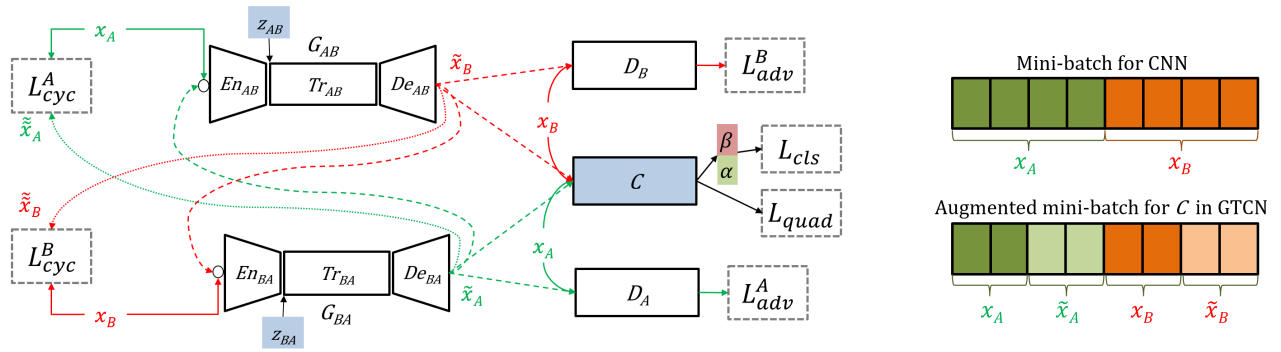 z_AB
x_A
G_AB
L^A_cyc
En_AB
Tr_AB
De_AB
x̃_B
D_B
L^B_adv
Mini-batch for CNN
x̃̃_A
x_B
x_A
x_B
β
α
C
L_cls
x̃̃_B
L_quad
Augmented mini-batch for C in GTCN
L^B_cyc
En_BA
Tr_BA
De_BA
x_A
x̃_A
D_A
L^A_adv
x_B
G_BA
z_BA
x_A
x̃_A
x_B
x̃_B